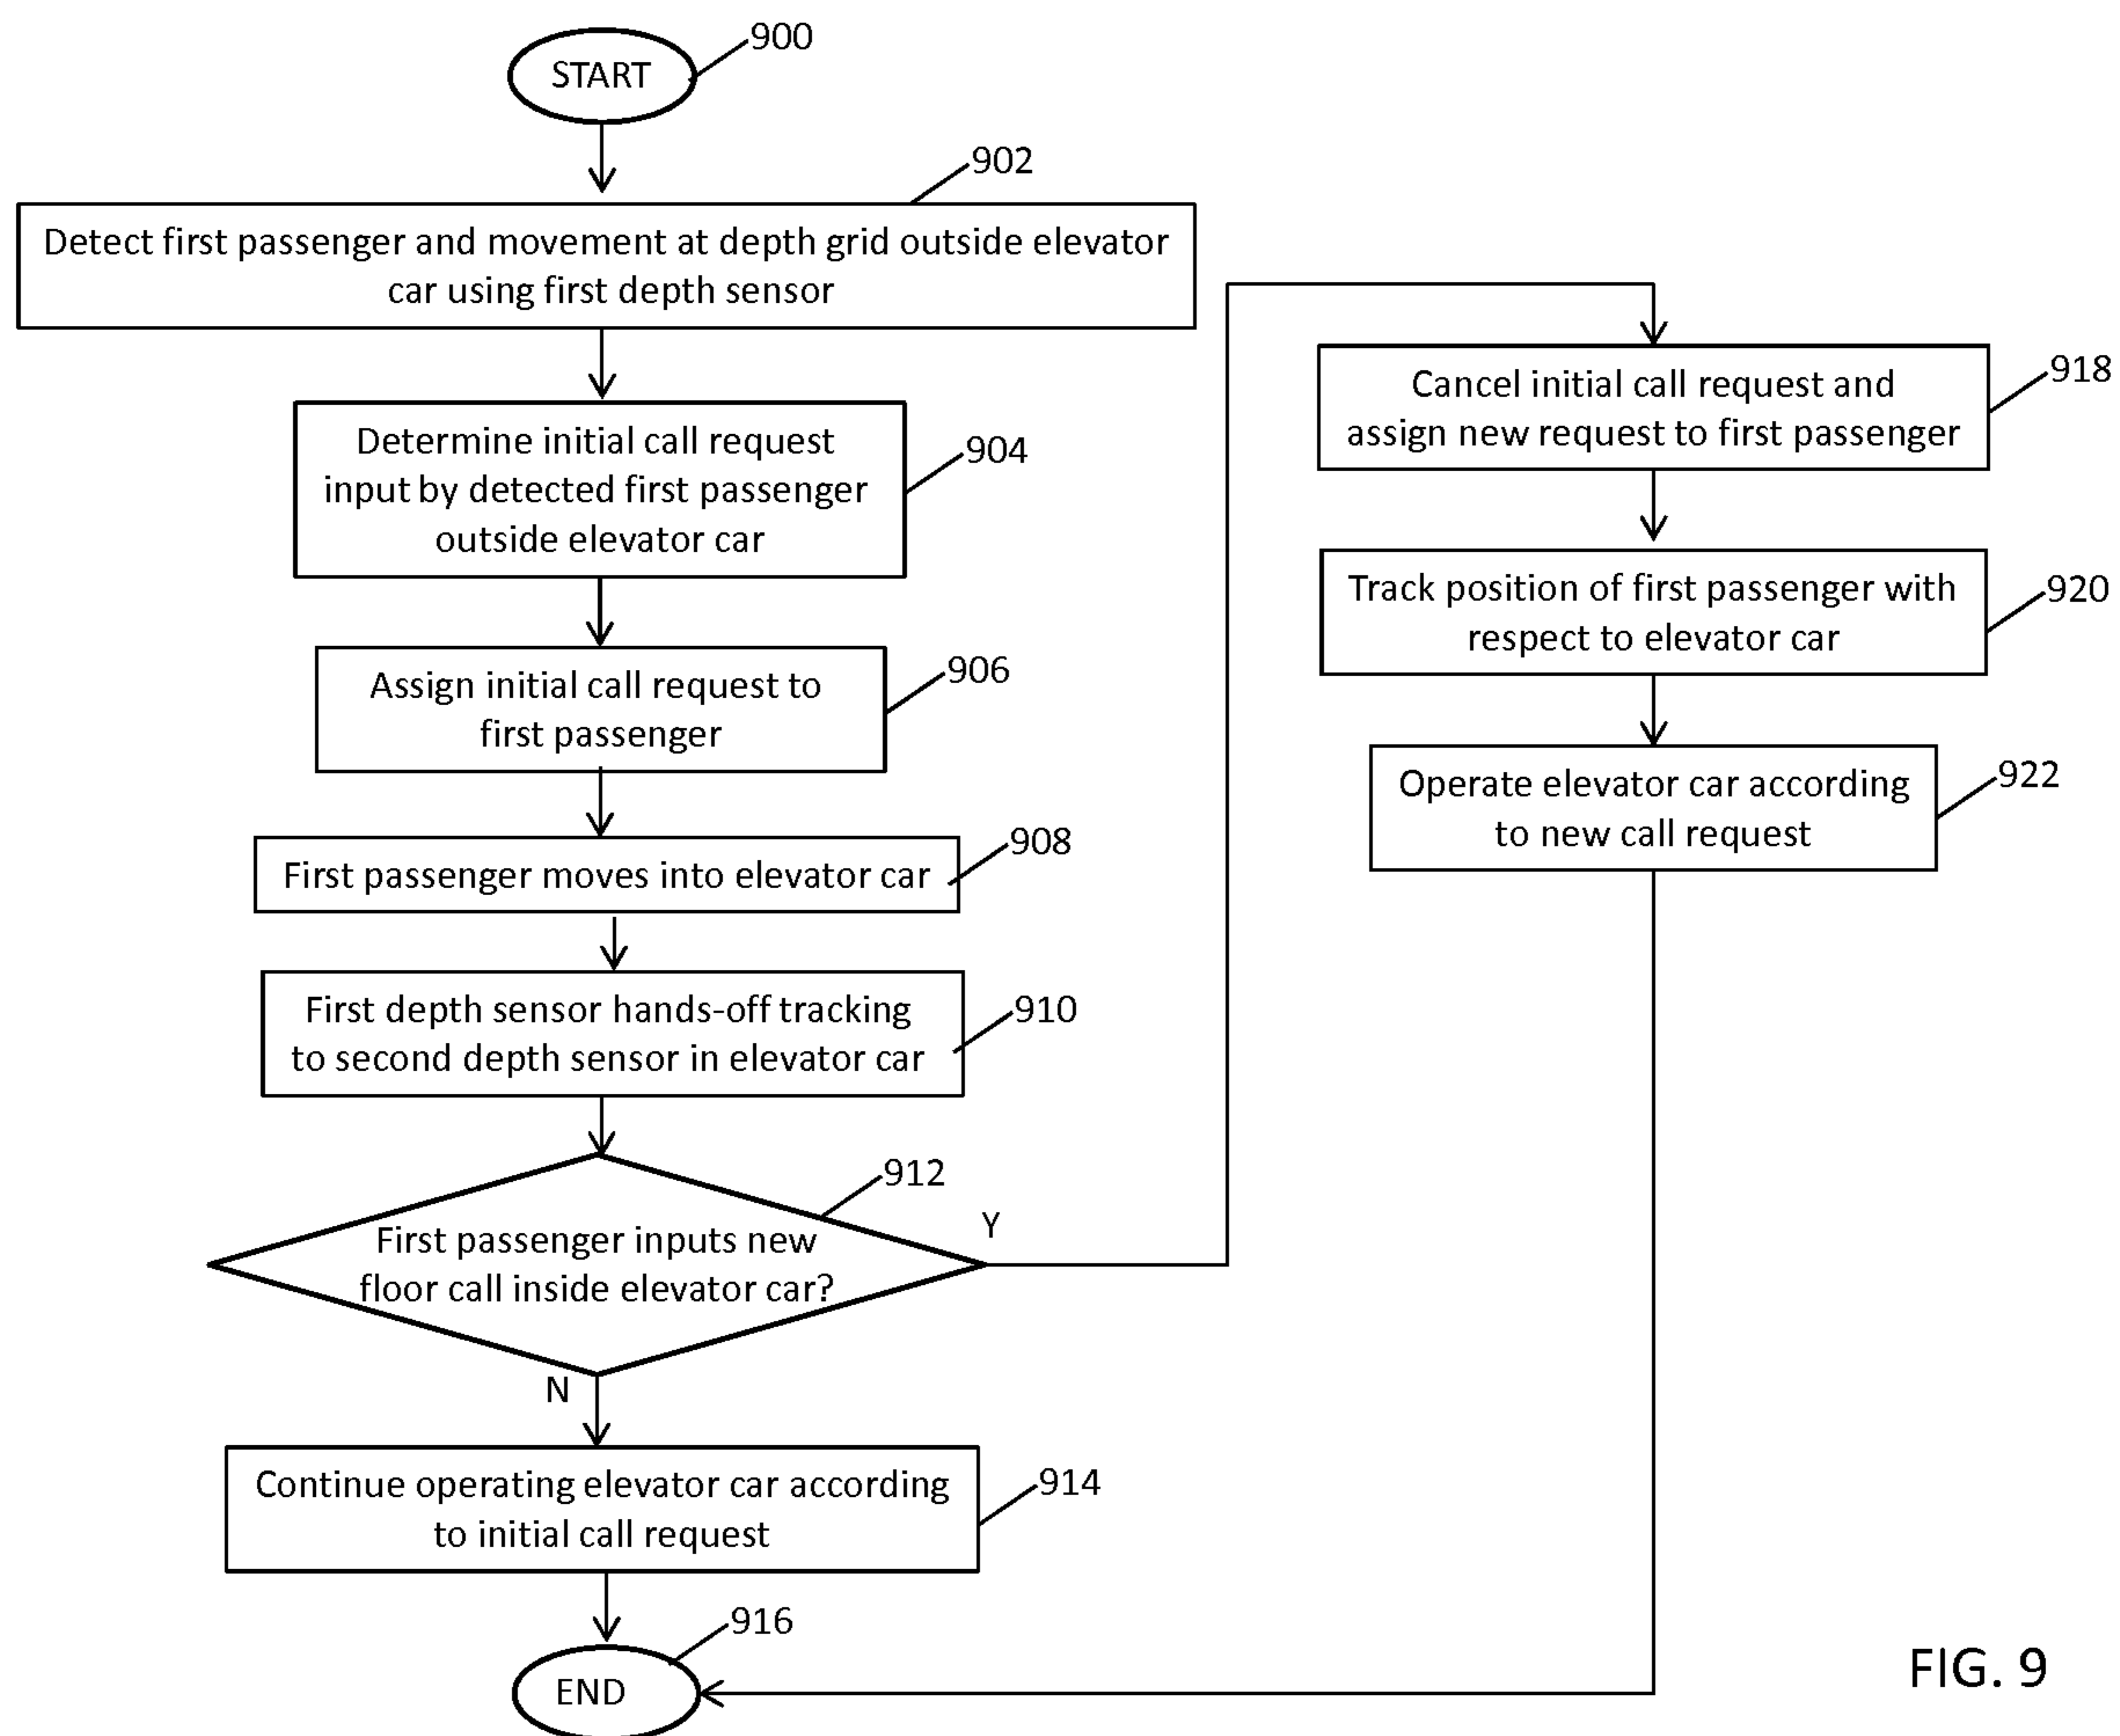 START
900
902
Detect first passenger and movement at depth grid outside elevator
car using first depth sensor
Determine initial call request
input by detected first passenger
outside elevator car
904
Assign initial call request to
first passenger
906
First passenger moves into elevator car
908
First depth sensor hands-off tracking
to second depth sensor in elevator car
910
First passenger inputs new
floor call inside elevator car?
912
Y
N
Continue operating elevator car according
to initial call request
914
END
916
Cancel initial call request and
assign new request to first passenger
918
Track position of first passenger with
respect to elevator car
920
Operate elevator car according
to new call request
922
FIG. 9